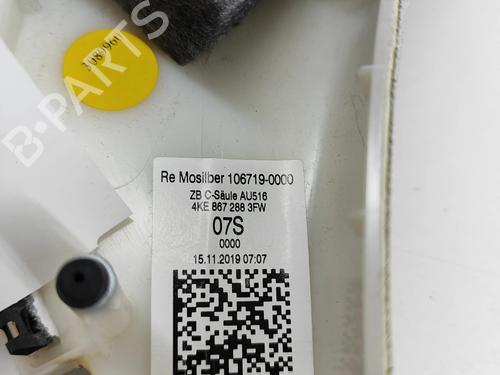 3089960
B-PARTS
Re Mosilber 106719-0000
ZB C-Säule AU516
4KE 867 288 3FW
07S
0000
15.11.2019 07:07